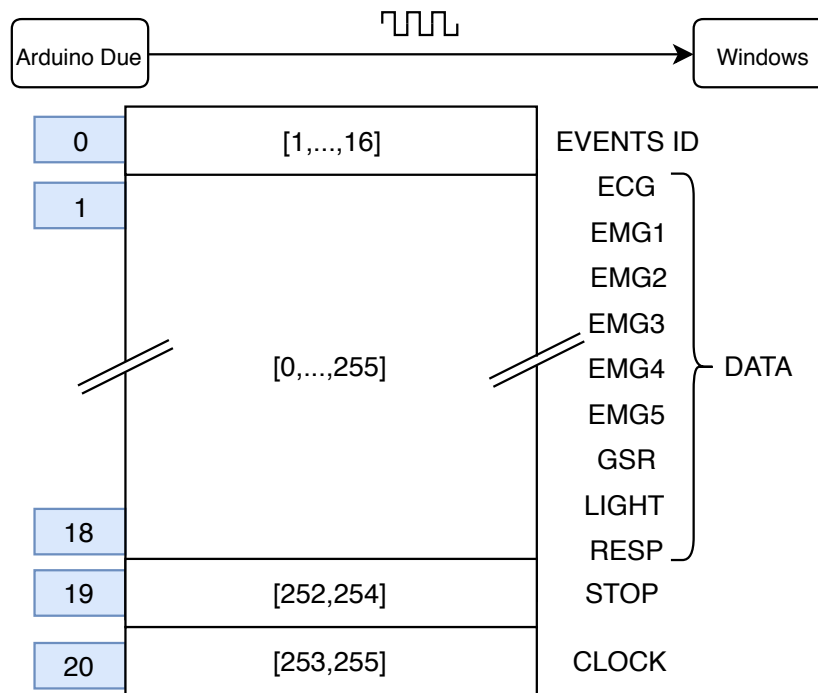 Arduino Due
Windows
0
[1,...,16]
EVENTS ID
1
ECG
EMG1
EMG2
EMG3
[0,...,255]
EMG4
DATA
EMG5
GSR
LIGHT
18
RESP
19
[252,254]
STOP
20
[253,255]
CLOCK